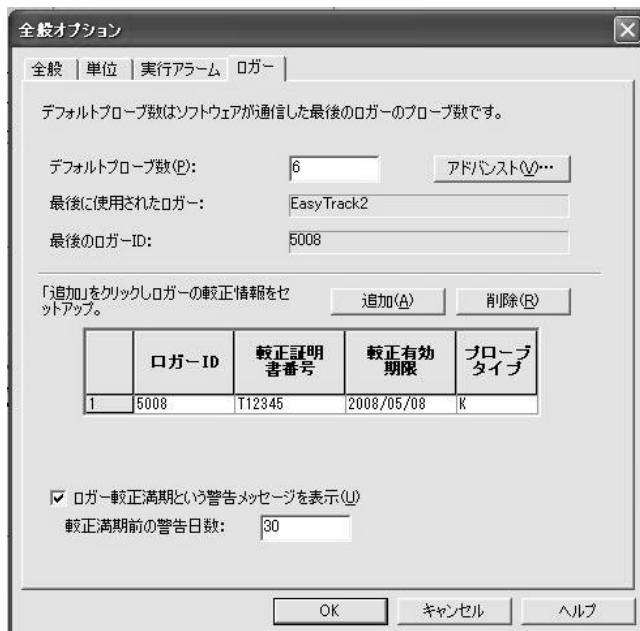 全般オプション
全般 単位 実行アラーム ロガー
デフォルトプローブ数はソフトウェアが通信した最後のロガーのプローブ数です。
デフォルトプローブ数(P): 6 アドバンスト(V)…
最後に使用されたロガー: EasyTrack2
最後のロガーID: 5008
「追加」をクリックしロガーの較正情報をセ
ットアップ。
追加(A) 削除(R)
ロガーID 較正証明書番号 較正有効期限 プローブタイプ
1 5008 T12345 2008/05/08 K
ロガー較正満期という警告メッセージを表示(U)
較正満期前の警告日数: 30
OK キャンセル ヘルプ